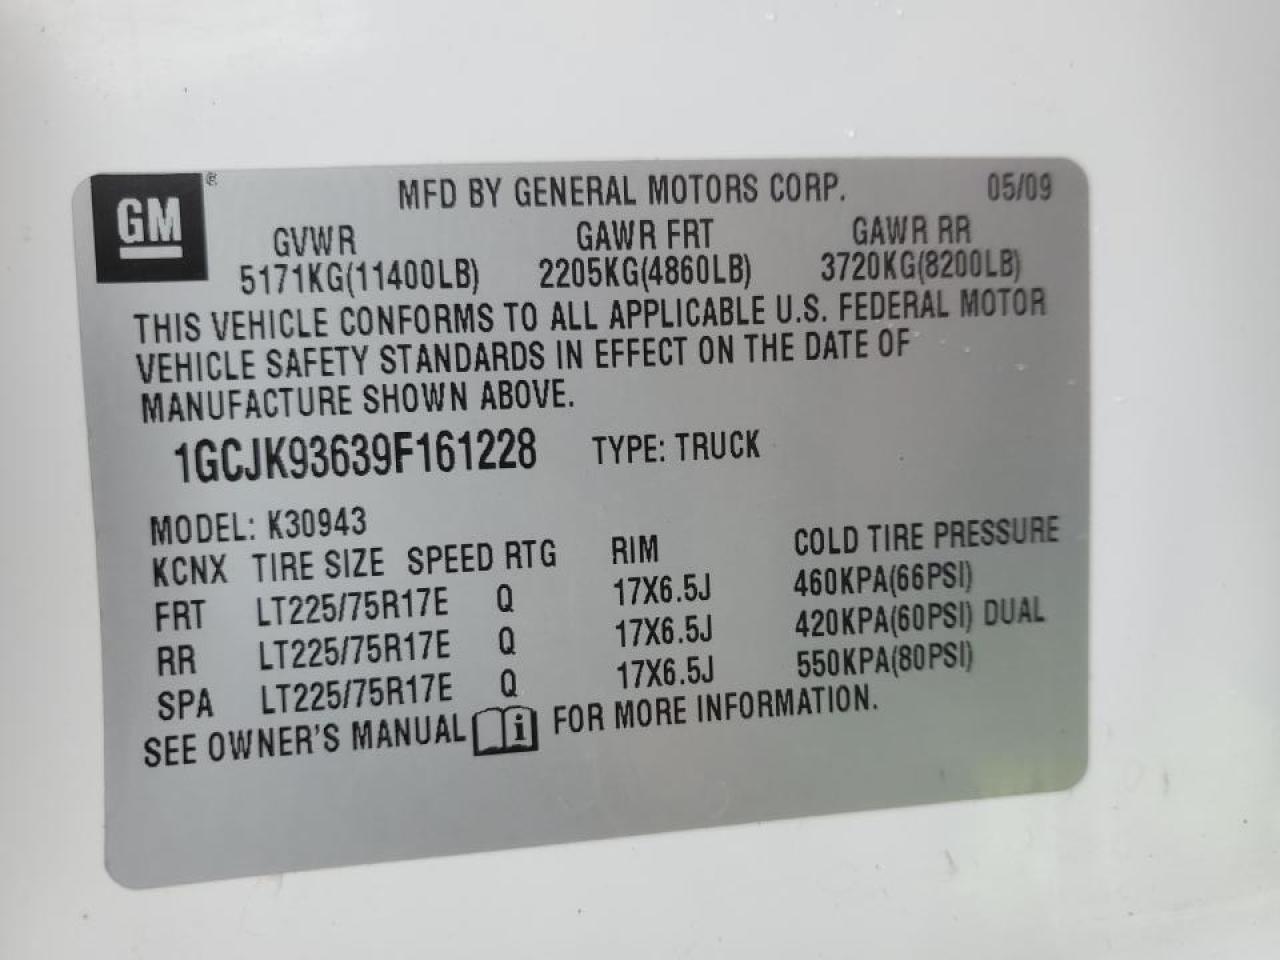 GM® MFD BY GENERAL MOTORS CORP. 05/09
GVWR GAWR FRT GAWR RR
5171KG(11400LB) 2205KG(4860LB) 3720KG(8200LB)
THIS VEHICLE CONFORMS TO ALL APPLICABLE U.S. FEDERAL MOTOR
VEHICLE SAFETY STANDARDS IN EFFECT ON THE DATE OF
MANUFACTURE SHOWN ABOVE.
1GCJK93639F161228 TYPE: TRUCK
MODEL: K30943
KCNX TIRE SIZE SPEED RTG RIM COLD TIRE PRESSURE
FRT LT225/75R17E Q 17X6.5J 460KPA(66PSI)
RR LT225/75R17E Q 17X6.5J 420KPA(60PSI) DUAL
SPA LT225/75R17E Q 17X6.5J 550KPA(80PSI)
SEE OWNER'S MANUAL i FOR MORE INFORMATION.